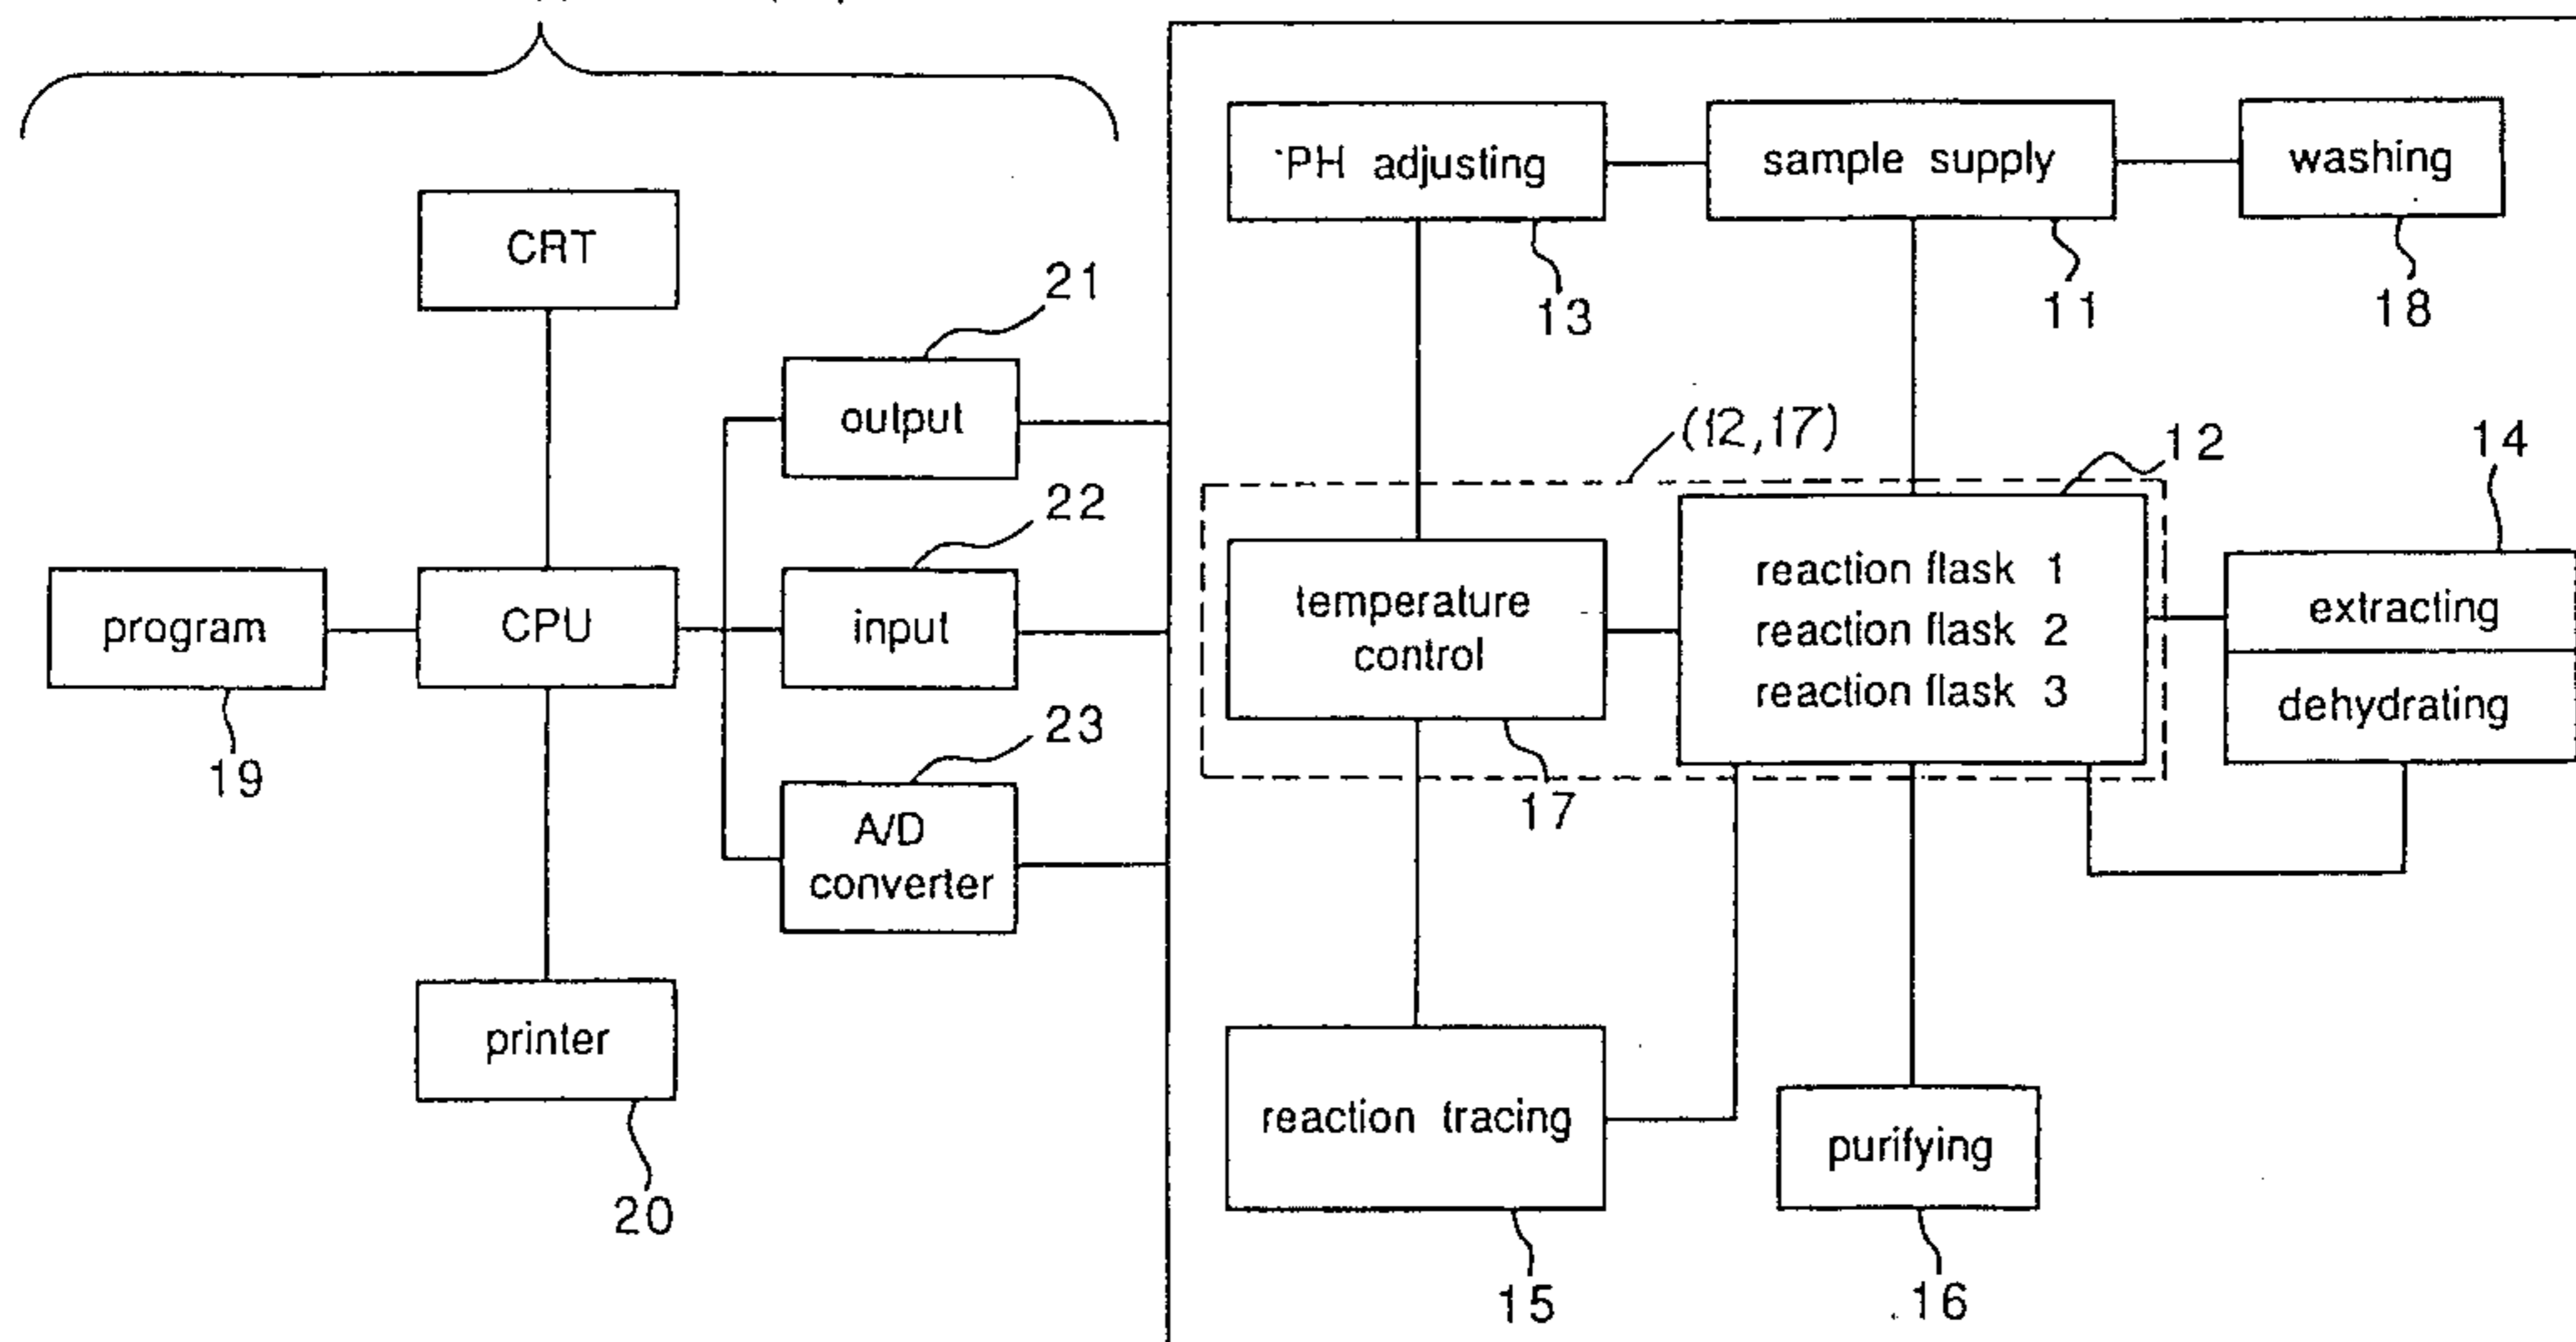 CRT
program
19
CPU
printer
20
21
output
22
input
23
A/D
converter
PH adjusting
13
sample supply
11
washing
18
(12,17)
12
temperature
control
17
reaction flask 1
reaction flask 2
reaction flask 3
14
extracting
dehydrating
reaction tracing
15
purifying
16